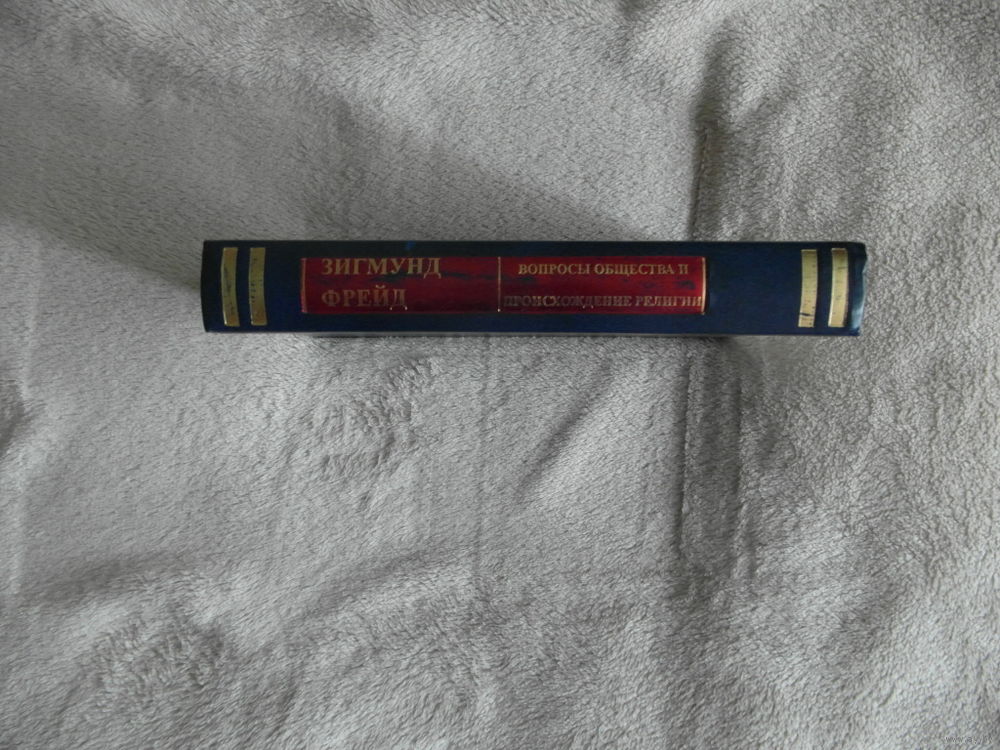 ЗИГМУНД
ФРЕЙД
ВОПРОСЫ ОБЩЕСТВА И
ПРОИСХОЖДЕНИЕ РЕЛИГИИ